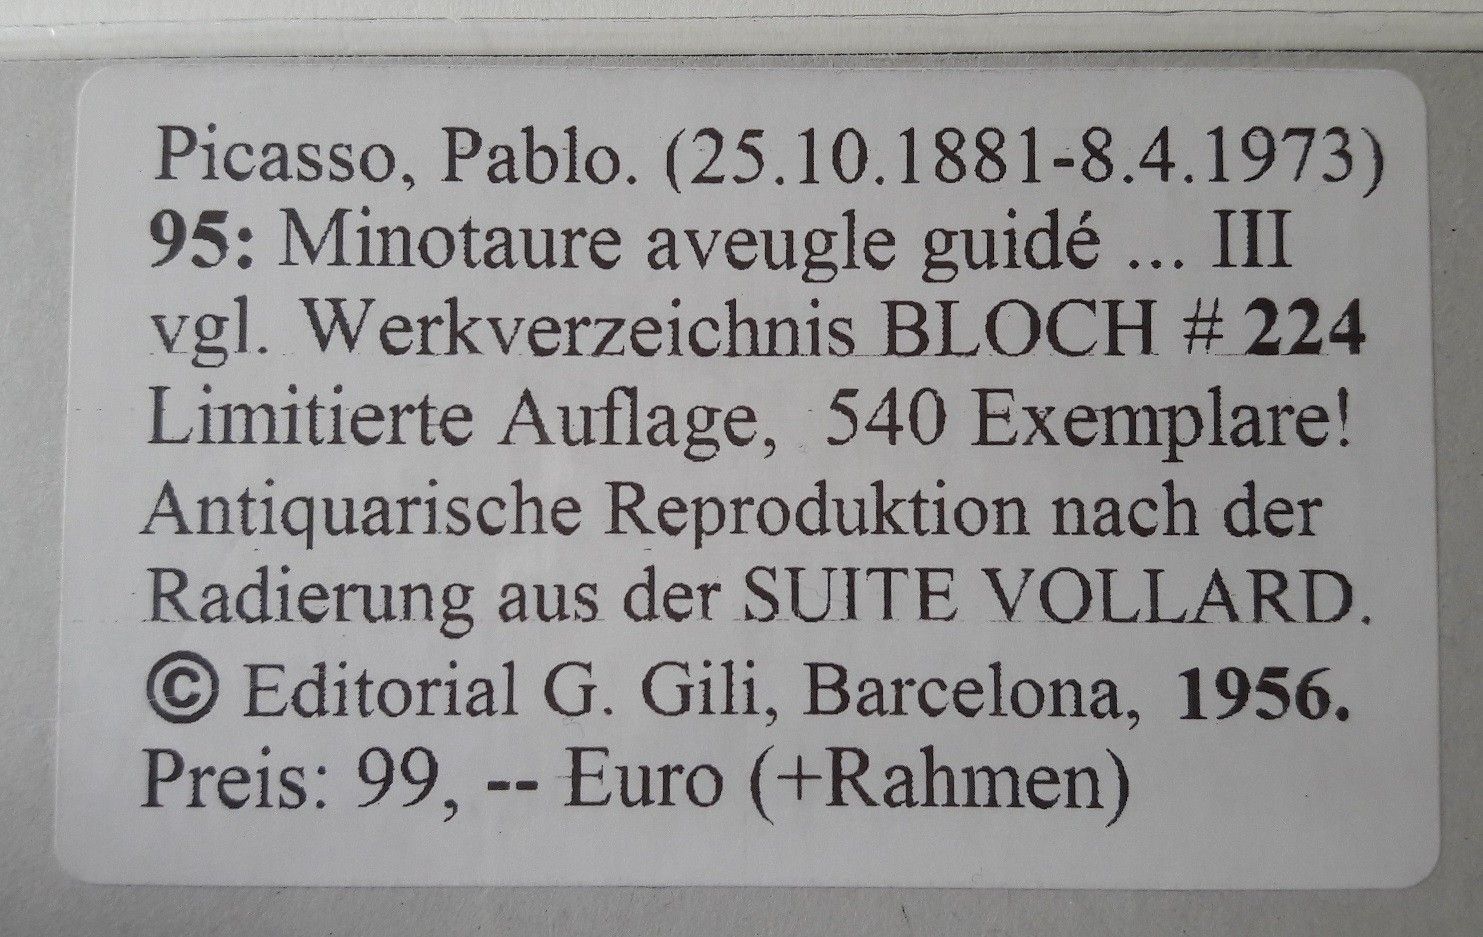 Picasso, Pablo. (25.10.1881-8.4.1973)
95: Minotaure aveugle guidé ... III
vgl. Werkverzeichnis BLOCH # 224
Limitierte Auflage, 540 Exemplare!
Antiquarische Reproduktion nach der
Radierung aus der SUITE VOLLARD.
© Editorial G. Gili, Barcelona, 1956.
Preis: 99, -- Euro (+Rahmen)